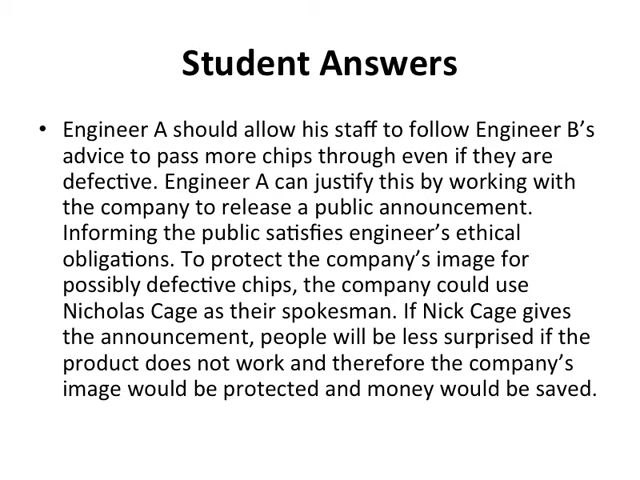 Student Answers
• Engineer A should allow his staff to follow Engineer B’s
advice to pass more chips through even if they are
defective. Engineer A can justify this by working with
the company to release a public announcement.
Informing the public satisfies engineer’s ethical
obligations. To protect the company’s image for
possibly defective chips, the company could use
Nicholas Cage as their spokesman. If Nick Cage gives
the announcement, people will be less surprised if the
product does not work and therefore the company’s
image would be protected and money would be saved.